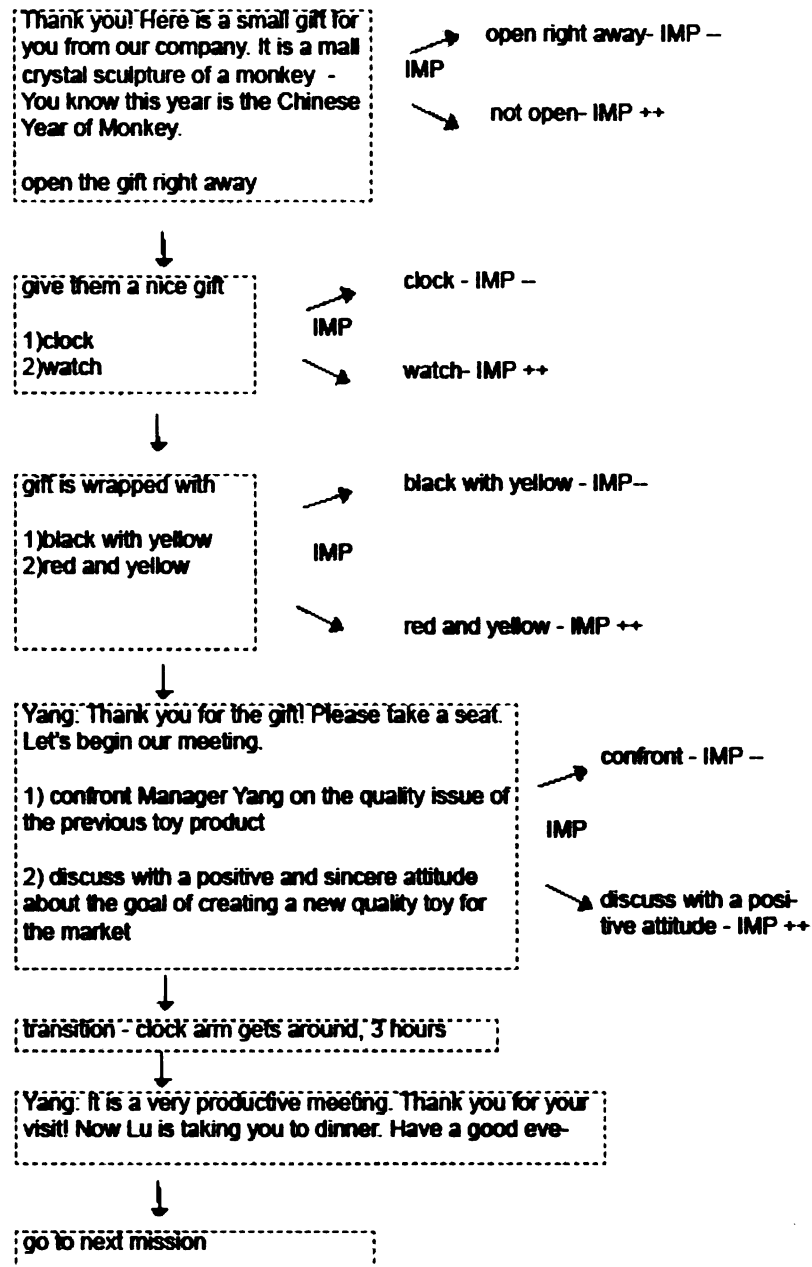 Thank you! Here is a small gift for
you from our company. It is a mall
crystal sculpture of a monkey -
You know this year is the Chinese
Year of Monkey.
open the gift right away
open right away- IMP --
IMP
not open- IMP ++
give them a nice gift
1)clock
2)watch
clock - IMP --
IMP
watch- IMP ++
gift is wrapped with
1)black with yellow
2)red and yellow
black with yellow - IMP--
IMP
red and yellow - IMP ++
Yang: Thank you for the gift! Please take a seat.
Let's begin our meeting.
1) confront Manager Yang on the quality issue of
the previous toy product
2) discuss with a positive and sincere attitude
about the goal of creating a new quality toy for
the market
confront - IMP --
IMP
discuss with a posi-
tive attitude - IMP ++
transition - clock arm gets around, 3 hours
Yang: It is a very productive meeting. Thank you for your
visit! Now Lu is taking you to dinner. Have a good eve-
go to next mission